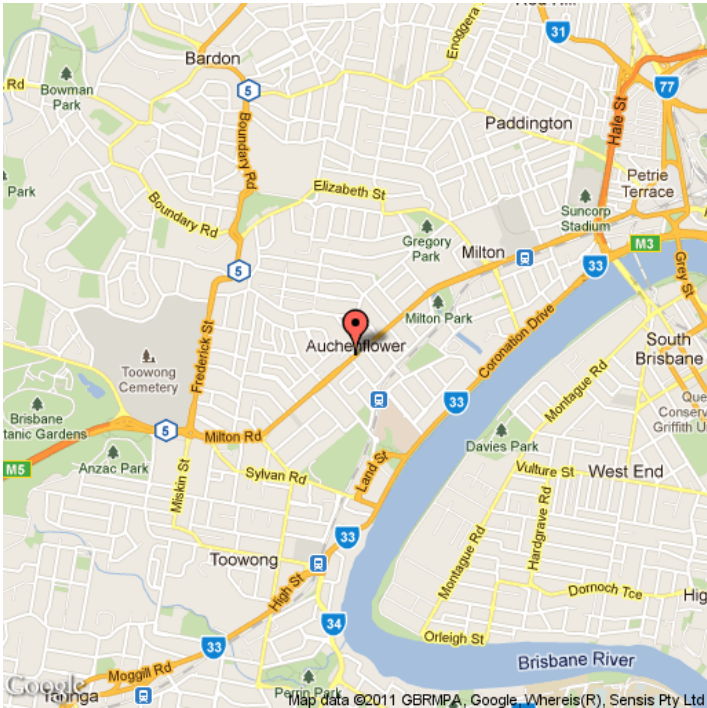 31
Enoggera
Bardon
Rd
Bowman
Park
5
77
Hale St
Paddington
Boundary Rd
Park
Elizabeth St
Petrie
Terrace
Boundary Rd
Suncorp
Stadium
Gregory
Park
Milton
M3
5
33
Grey St
Milton Park
Frederick St
Auchenflower
Coronation Drive
South
Brisbane
Toowong
Cemetery
Montague Rd
33
Brisbane
tanic Gardens
Que
Conserv
Griffith U
5
Milton Rd
Davies Park
M5
Anzac Park
Land St
Vulture St
West End
Sylvan Rd
Miskin St
Hardgrave Rd
33
Montague Rd
Toowong
High St
Dornoch Tce
Hig
34
Orleigh St
33
Brisbane River
Moggill Rd
Google
Taringa
Perrin Park
Map data ©2011 GBRMPA, Google, Whereis(R), Sensis Pty Ltd